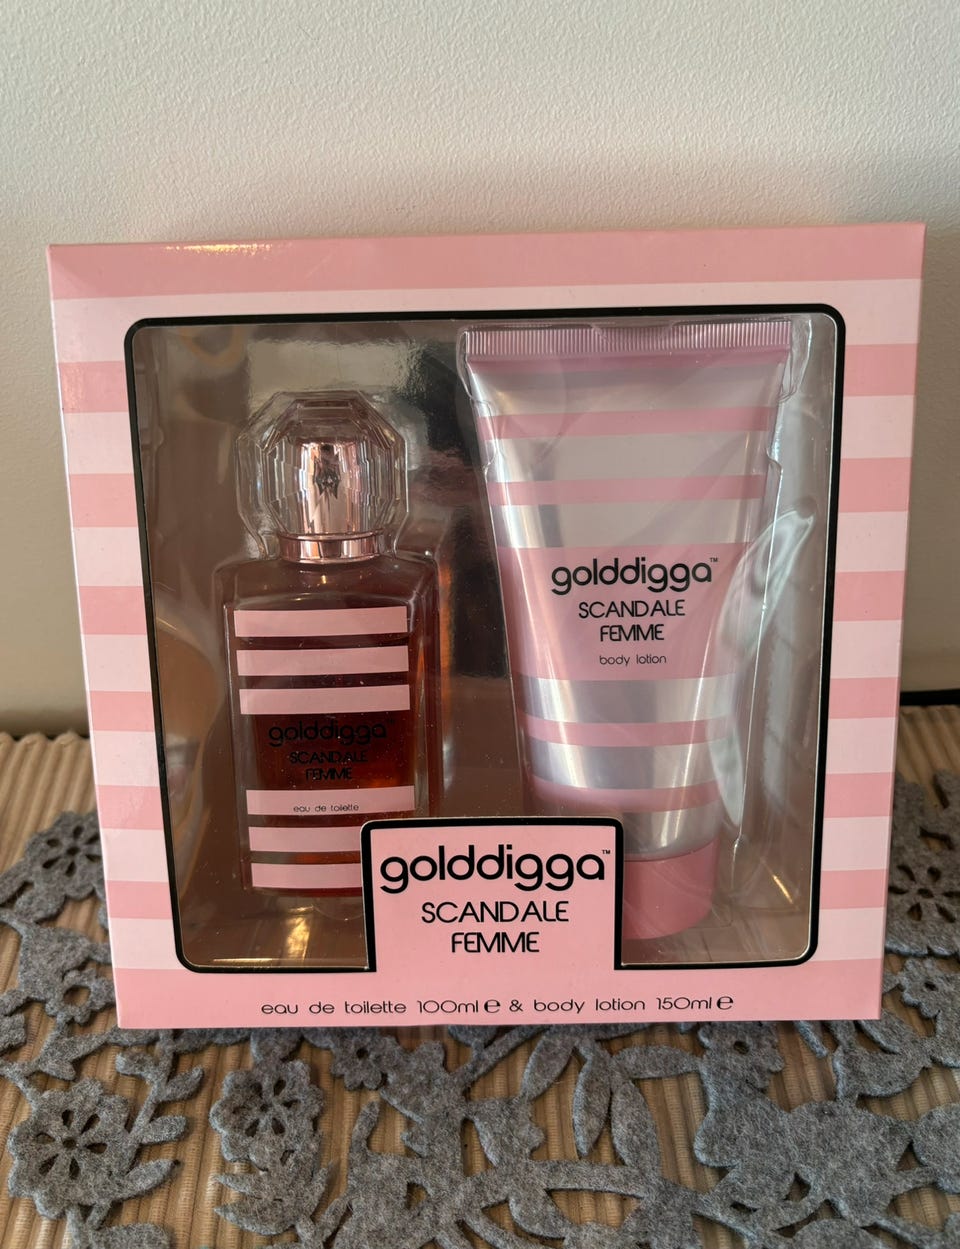 golddigga™
SCANDALE
FEMME
body lotion
golddigga™
SCANDALE
FEMME
eau de toilette
golddigga™
SCANDALE
FEMME
eau de toilette 100ml ℮ & body lotion 150ml ℮